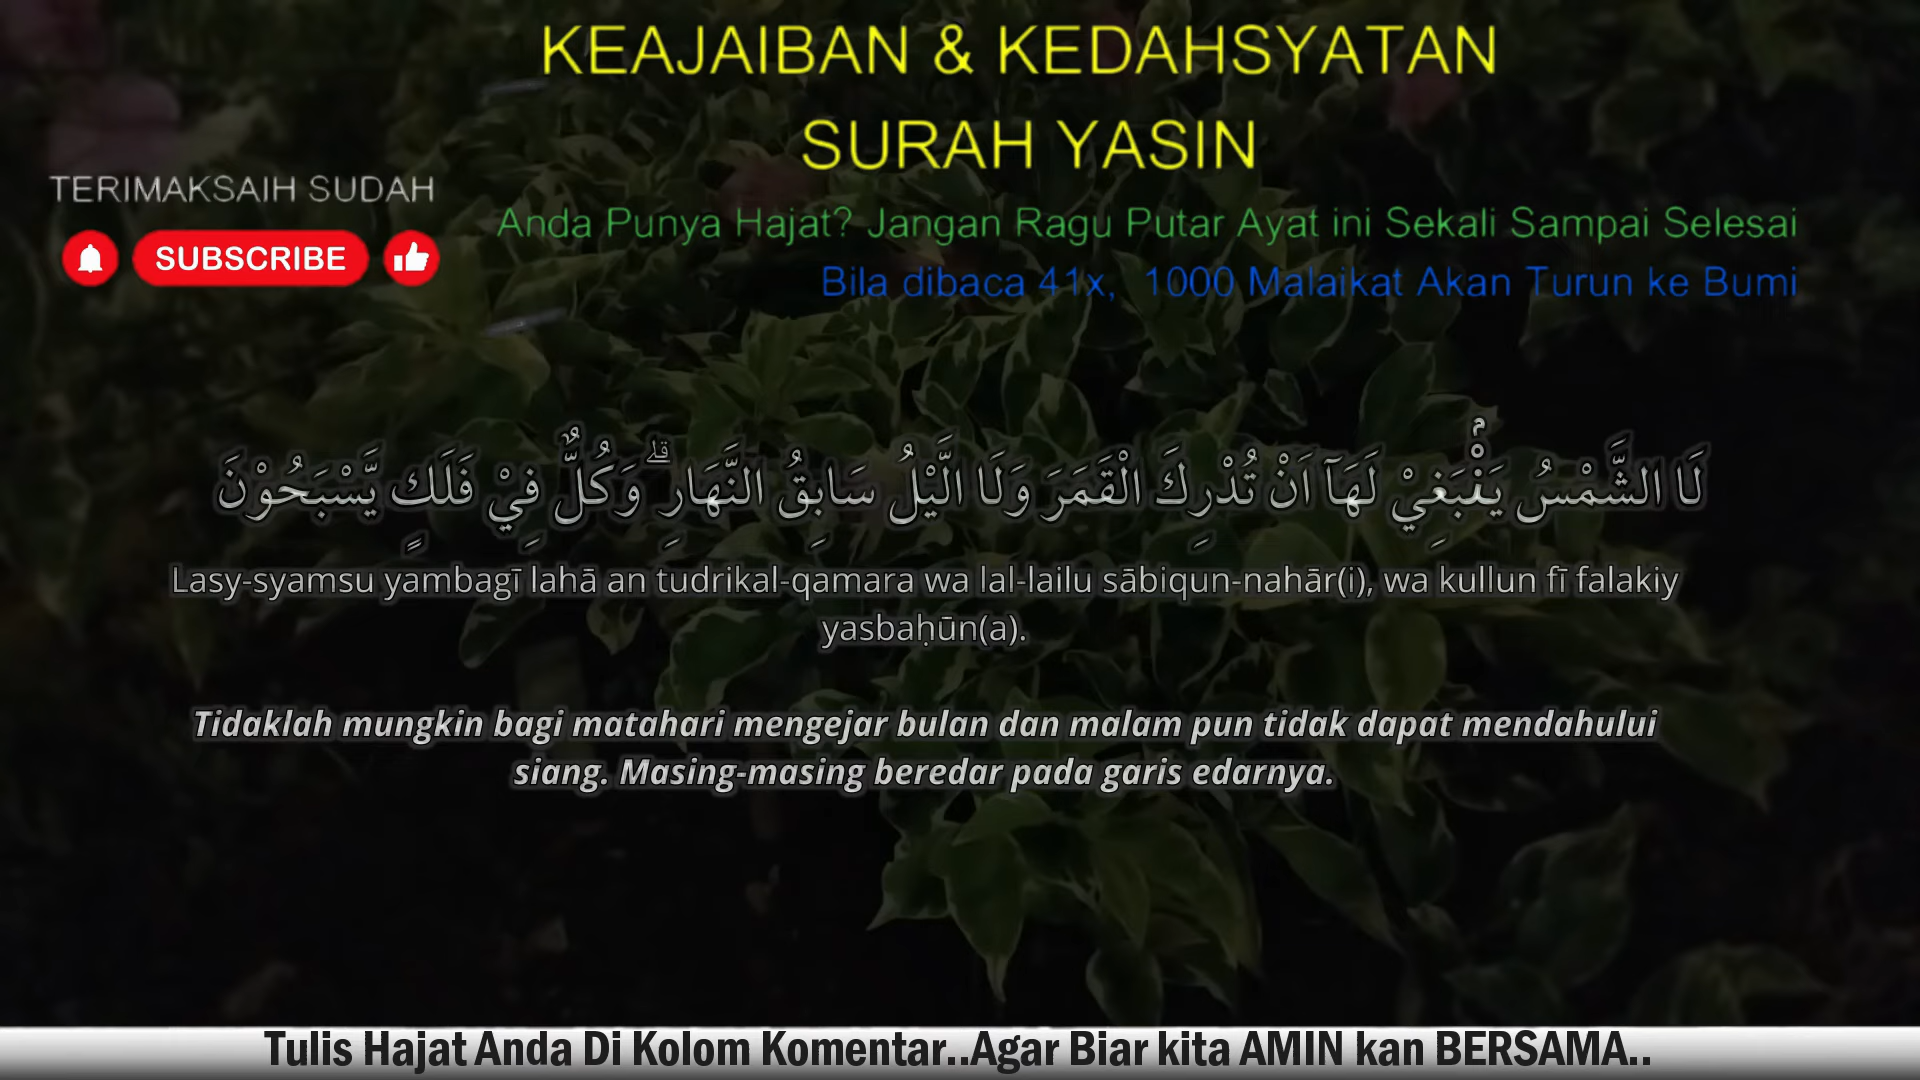 KEAJAIBAN & KEDAHSYATAN
SURAH YASIN
TERIMAKSAIH SUDAH
SUBSCRIBE
Anda Punya Hajat? Jangan Ragu Putar Ayat ini Sekali Sampai Selesai
Bila dibaca 41x, 1000 Malaikat Akan Turun ke Bumi
لَا الشَّمْسُ يَنْۢبَغِيْ لَهَآ اَنْ تُدْرِكَ الْقَمَرَ وَلَا الَّيْلُ سَابِقُ النَّهَارِ ۗوَكُلٌّ فِيْ فَلَكٍ يَّسْبَحُوْنَ
Lasy-syamsu yambagī lahā an tudrikal-qamara wa lal-lailu sābiqun-nahār(i), wa kullun fī falakiy
yasbaḥūn(a).
Tidaklah mungkin bagi matahari mengejar bulan dan malam pun tidak dapat mendahului
siang. Masing-masing beredar pada garis edarnya.
Tulis Hajat Anda Di Kolom Komentar..Agar Biar kita AMIN kan BERSAMA..